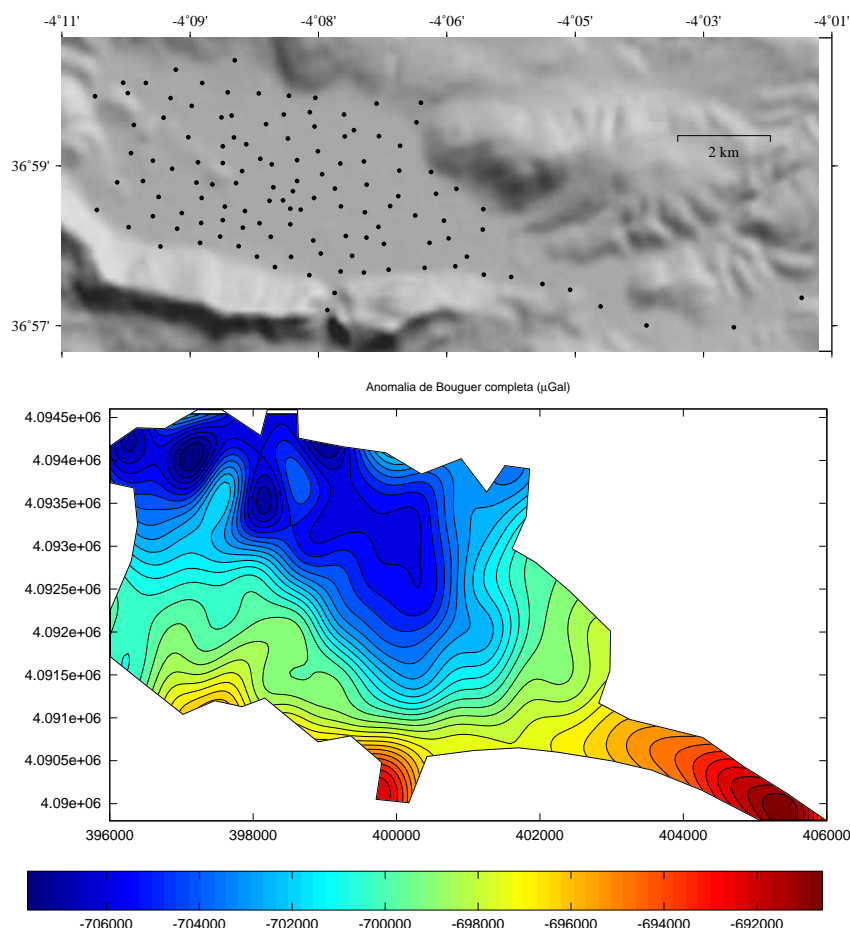 -4°11' -4°09' -4°08' -4°06' -4°05' -4°03' -4°01'
36°59'
2 km
36°57'
Anomalia de Bouguer completa (µGal)
4.0945e+06
4.094e+06
4.0935e+06
4.093e+06
4.0925e+06
4.092e+06
4.0915e+06
4.091e+06
4.0905e+06
4.09e+06
396000 398000 400000 402000 404000 406000
-706000 -704000 -702000 -700000 -698000 -696000 -694000 -692000